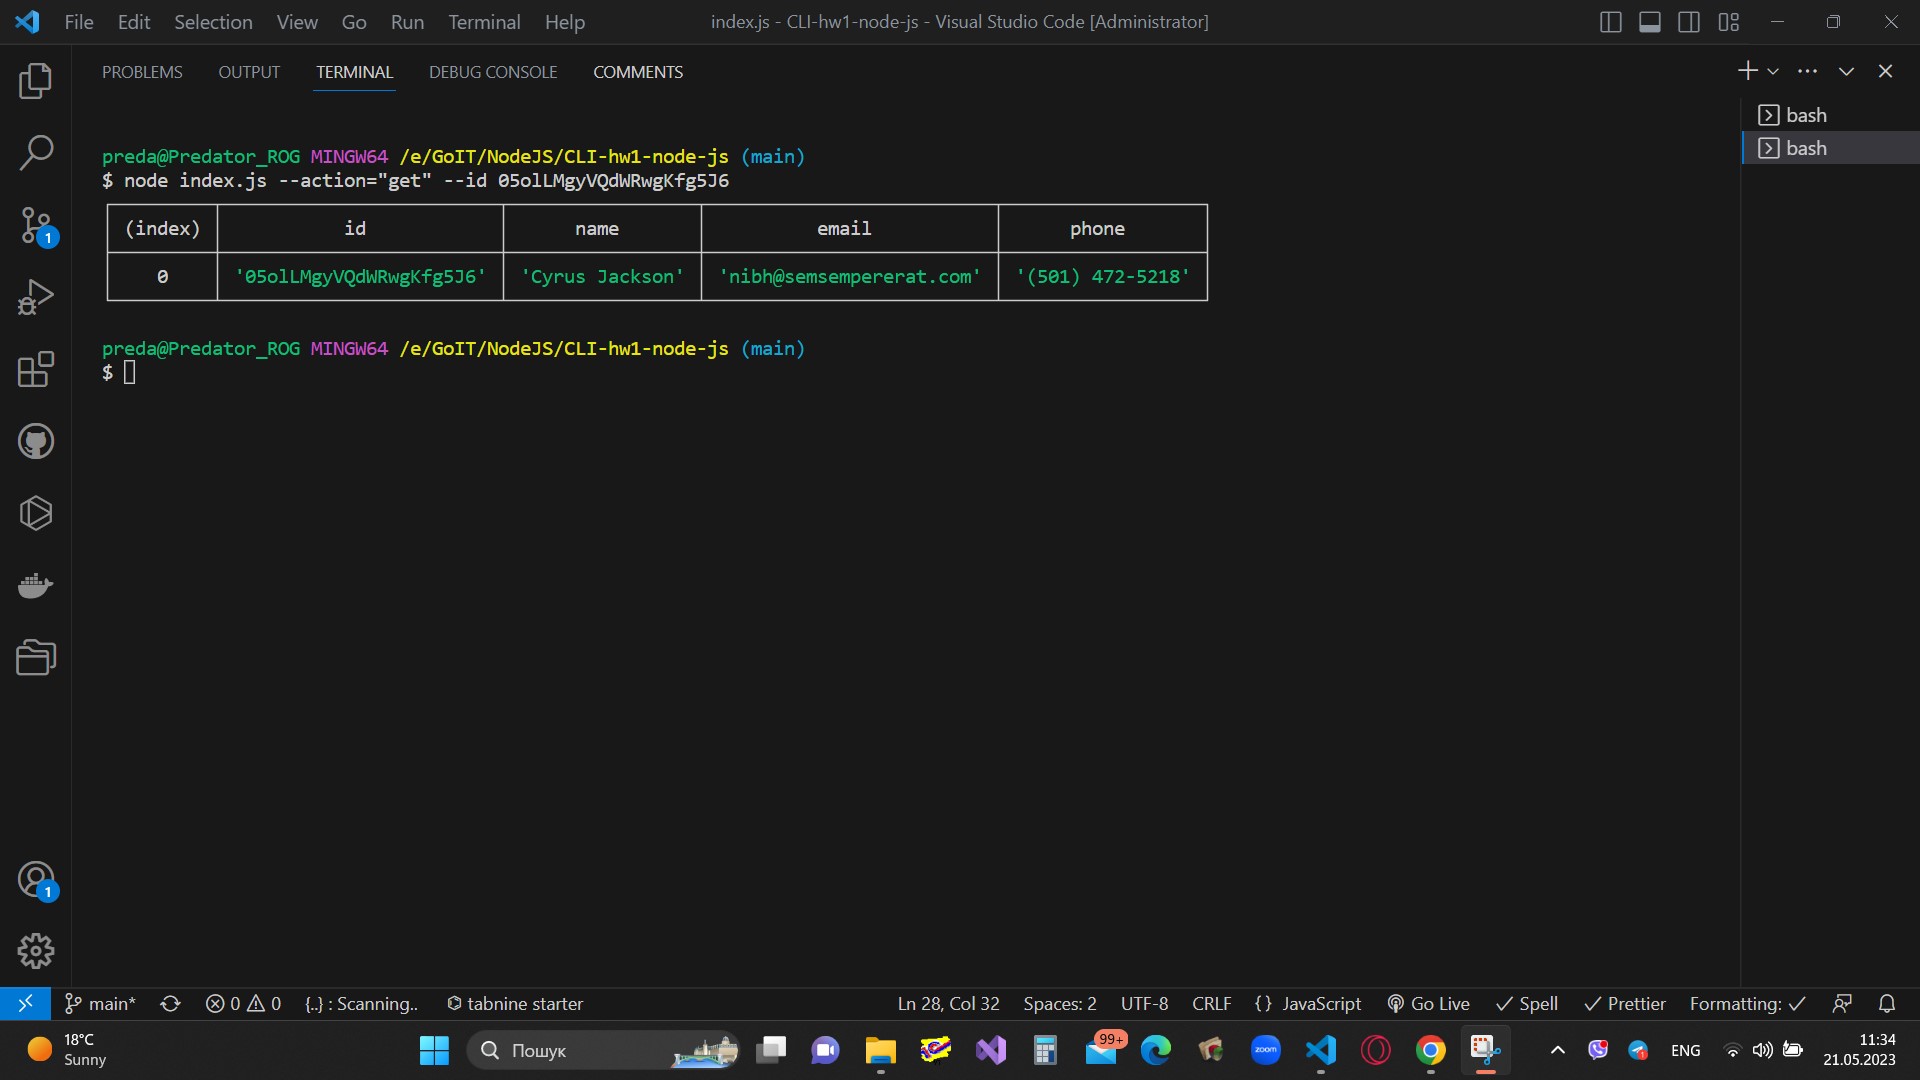 File Edit Selection View Go Run Terminal Help index.js - CLI-hw1-node-js - Visual Studio Code [Administrator]
PROBLEMS OUTPUT TERMINAL DEBUG CONSOLE COMMENTS
bash
bash
preda@Predator_ROG MINGW64 /e/GoIT/NodeJS/CLI-hw1-node-js (main)
$ node index.js --action="get" --id 05olLMgyVQdWRwgKfg5J6
(index) id name email phone
0 '05olLMgyVQdWRwgKfg5J6' 'Cyrus Jackson' 'nibh@semsempererat.com' '(501) 472-5218'
preda@Predator_ROG MINGW64 /e/GoIT/NodeJS/CLI-hw1-node-js (main)
$
1
1
main* 0 0 {..} : Scanning.. tabnine starter Ln 28, Col 32 Spaces: 2 UTF-8 CRLF {} JavaScript Go Live Spell Prettier Formatting:
18°C
Sunny
Пошук
99+
zoom
ENG
11:34
21.05.2023